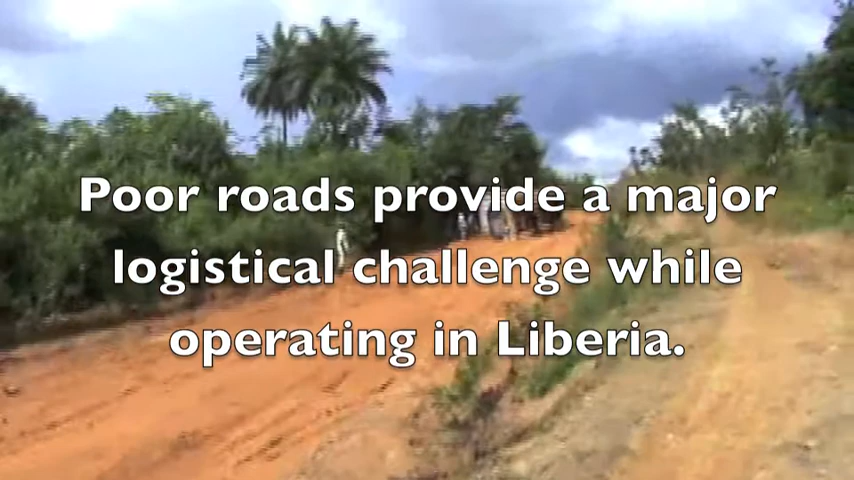 Poor roads provide a major
logistical challenge while
operating in Liberia.